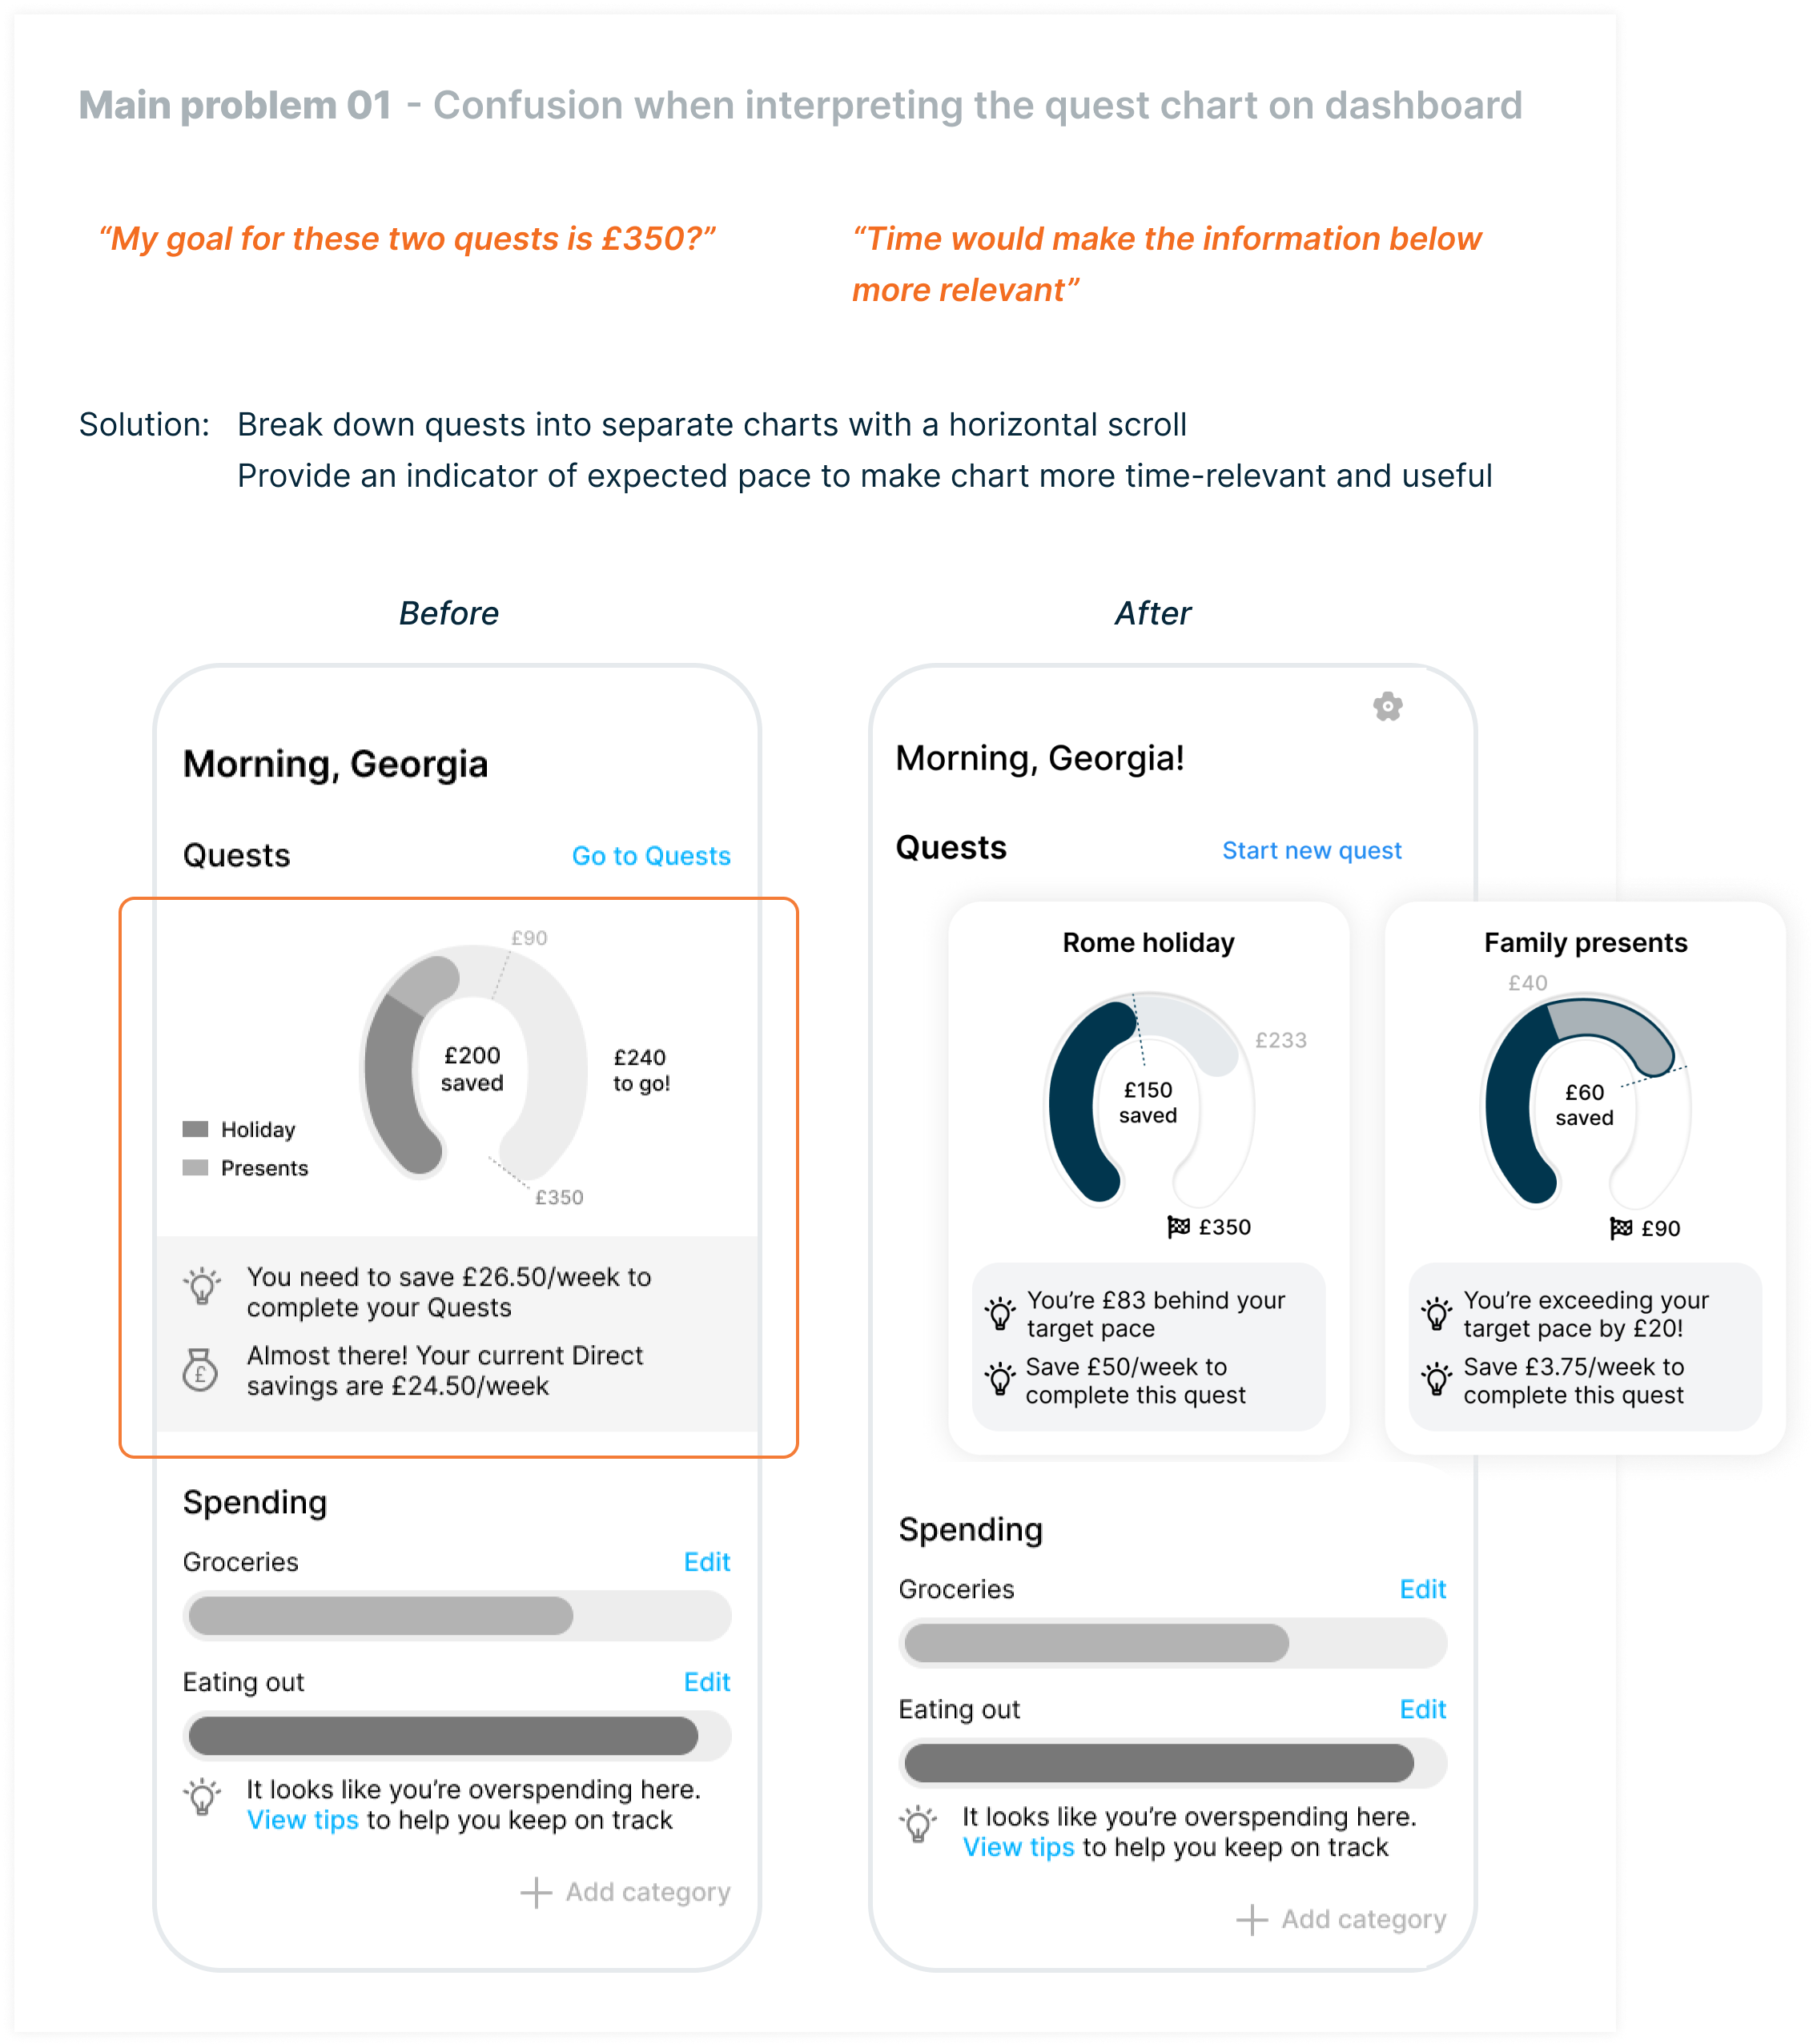 Main problem 01 - Confusion when interpreting the quest chart on dashboard
“My goal for these two quests is £350?”
“Time would make the information below
more relevant”
Solution: Break down quests into separate charts with a horizontal scroll
Provide an indicator of expected pace to make chart more time-relevant and useful
Before
Morning, Georgia
Quests
Go to Quests
£90
£200
saved
£240
to go!
Holiday
Presents
£350
You need to save £26.50/week to
complete your Quests
£
Almost there! Your current Direct
savings are £24.50/week
Spending
Groceries
Edit
Eating out
Edit
It looks like you’re overspending here.
View tips to help you keep on track
Add category
After
Morning, Georgia!
Quests
Start new quest
Rome holiday
£233
£150
saved
£350
You’re £83 behind your
target pace
Save £50/week to
complete this quest
Family presents
£40
£60
saved
£90
You’re exceeding your
target pace by £20!
Save £3.75/week to
complete this quest
Spending
Groceries
Edit
Eating out
Edit
It looks like you’re overspending here.
View tips to help you keep on track
Add category